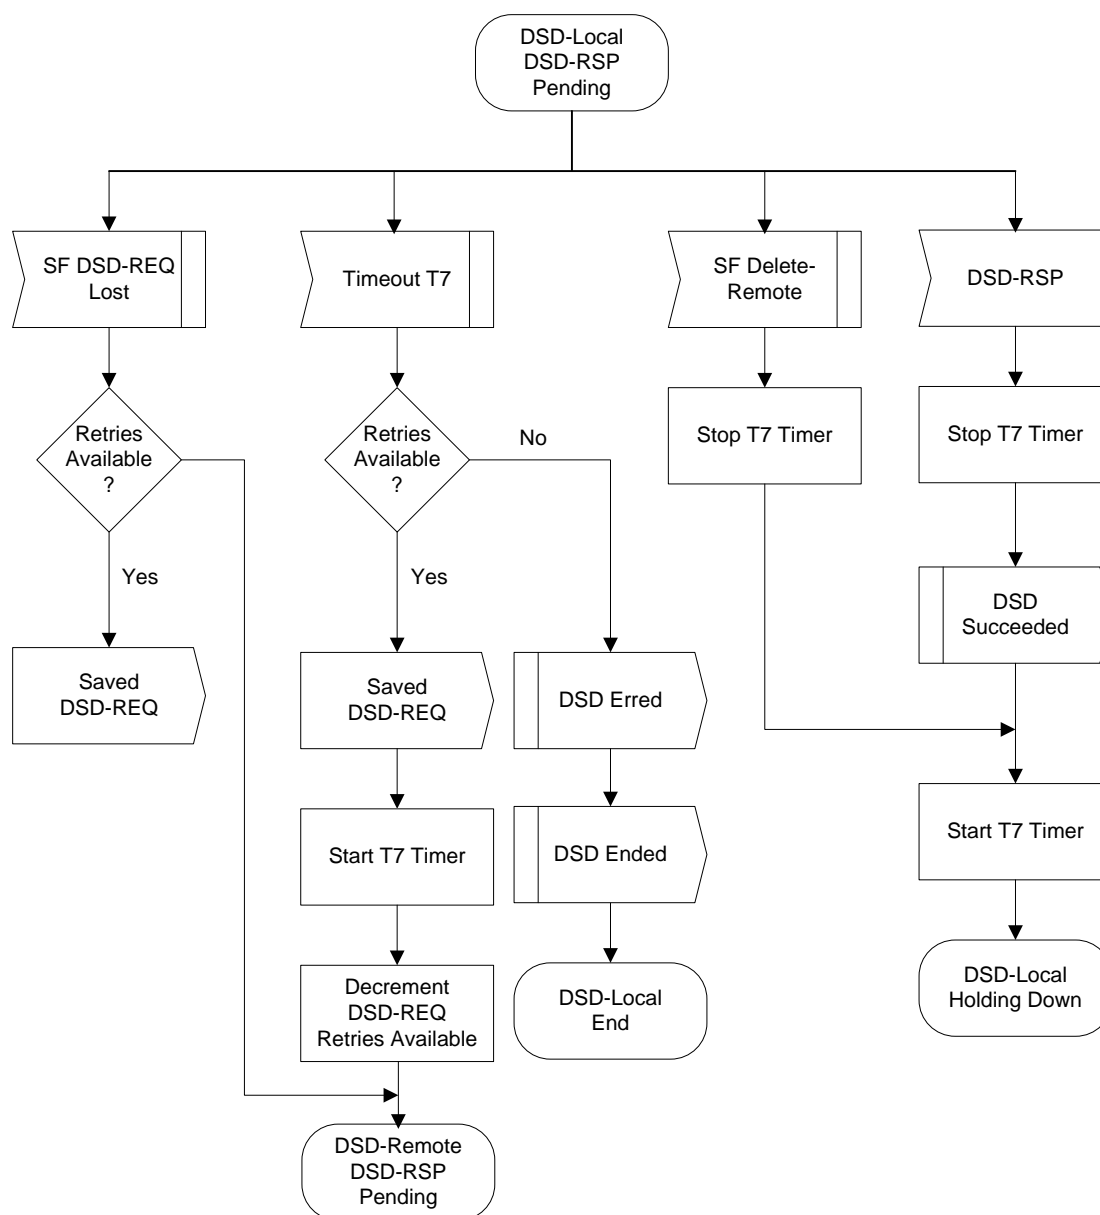 DSD-Local
DSD-RSP
Pending
SF DSD-REQ
Lost
Timeout T7
SF Delete-
Remote
DSD-RSP
Retries
Available
?
Retries
Available
?
No
Stop T7 Timer
Stop T7 Timer
Yes
Yes
DSD
Succeeded
Saved
DSD-REQ
Saved
DSD-REQ
DSD Erred
Start T7 Timer
DSD Ended
Start T7 Timer
Decrement
DSD-REQ
Retries Available
DSD-Local
End
DSD-Local
Holding Down
DSD-Remote
DSD-RSP
Pending